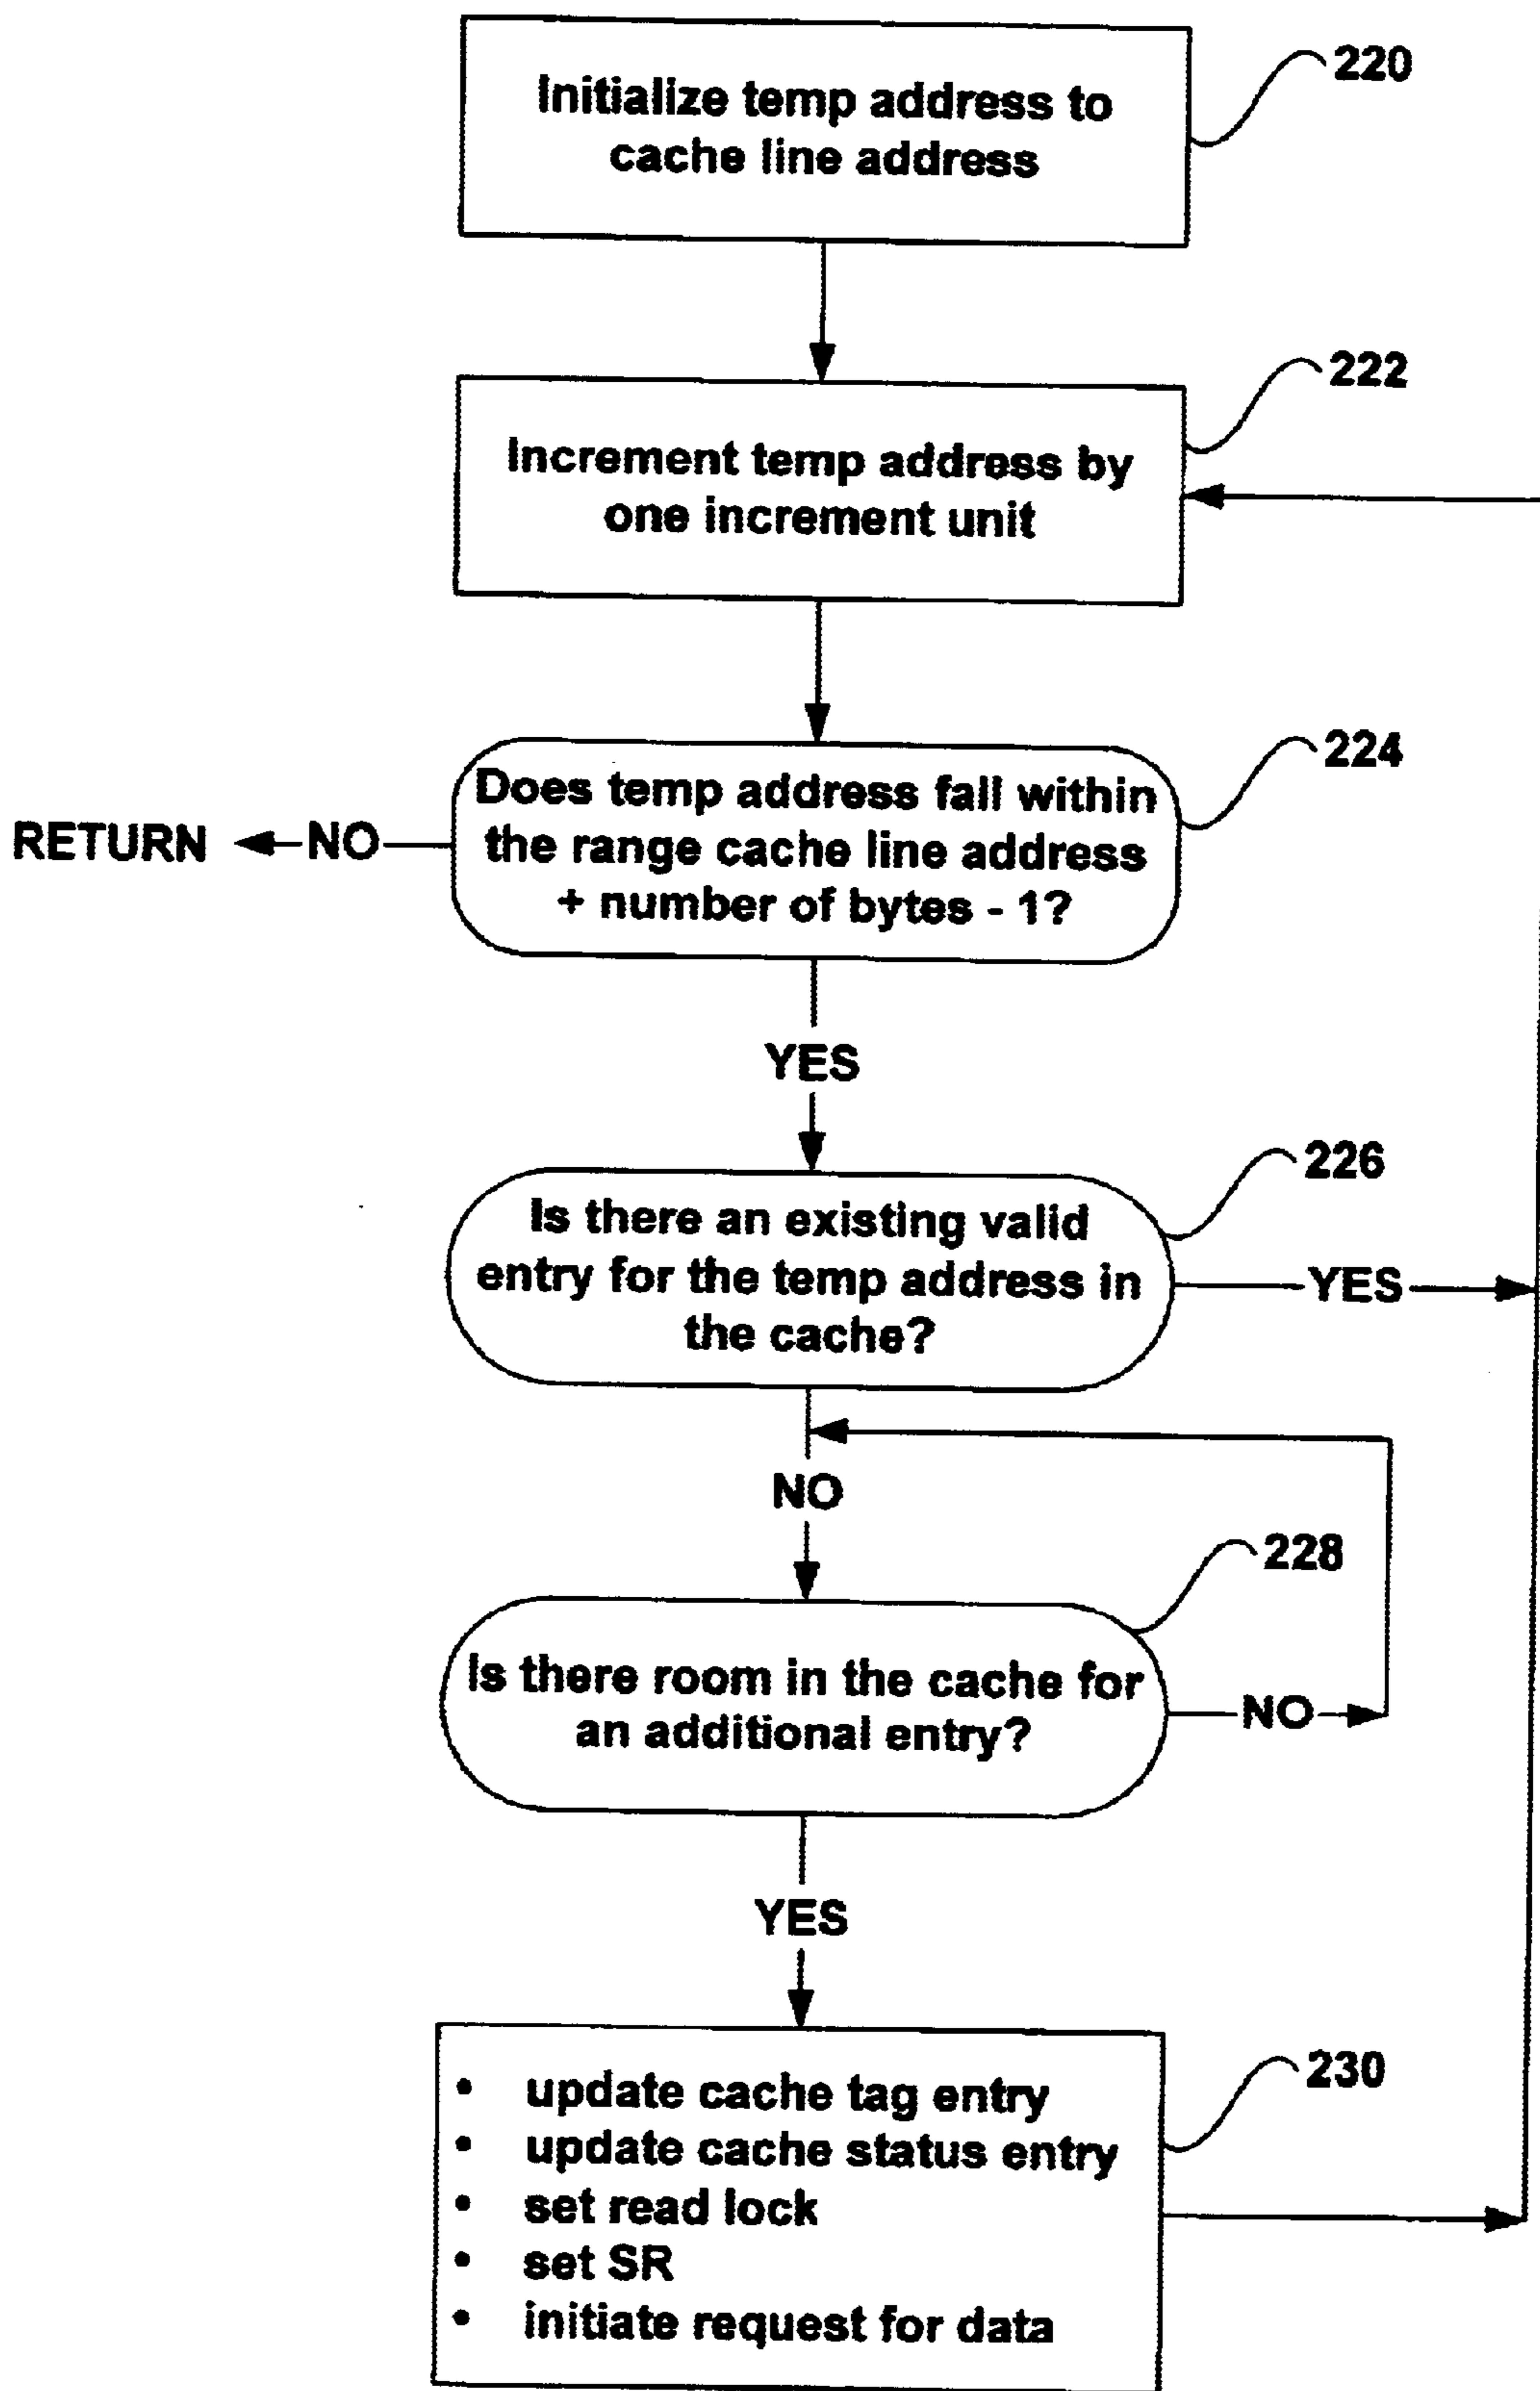 Initialize temp address to
cache line address
220
Increment temp address by
one increment unit
222
Does temp address fall within
the range cache line address
+ number of bytes - 1?
224
RETURN
NO
YES
Is there an existing valid
entry for the temp address in
the cache?
226
YES
NO
Is there room in the cache for
an additional entry?
228
NO
YES
• update cache tag entry
• update cache status entry
• set read lock
• set SR
• initiate request for data
230